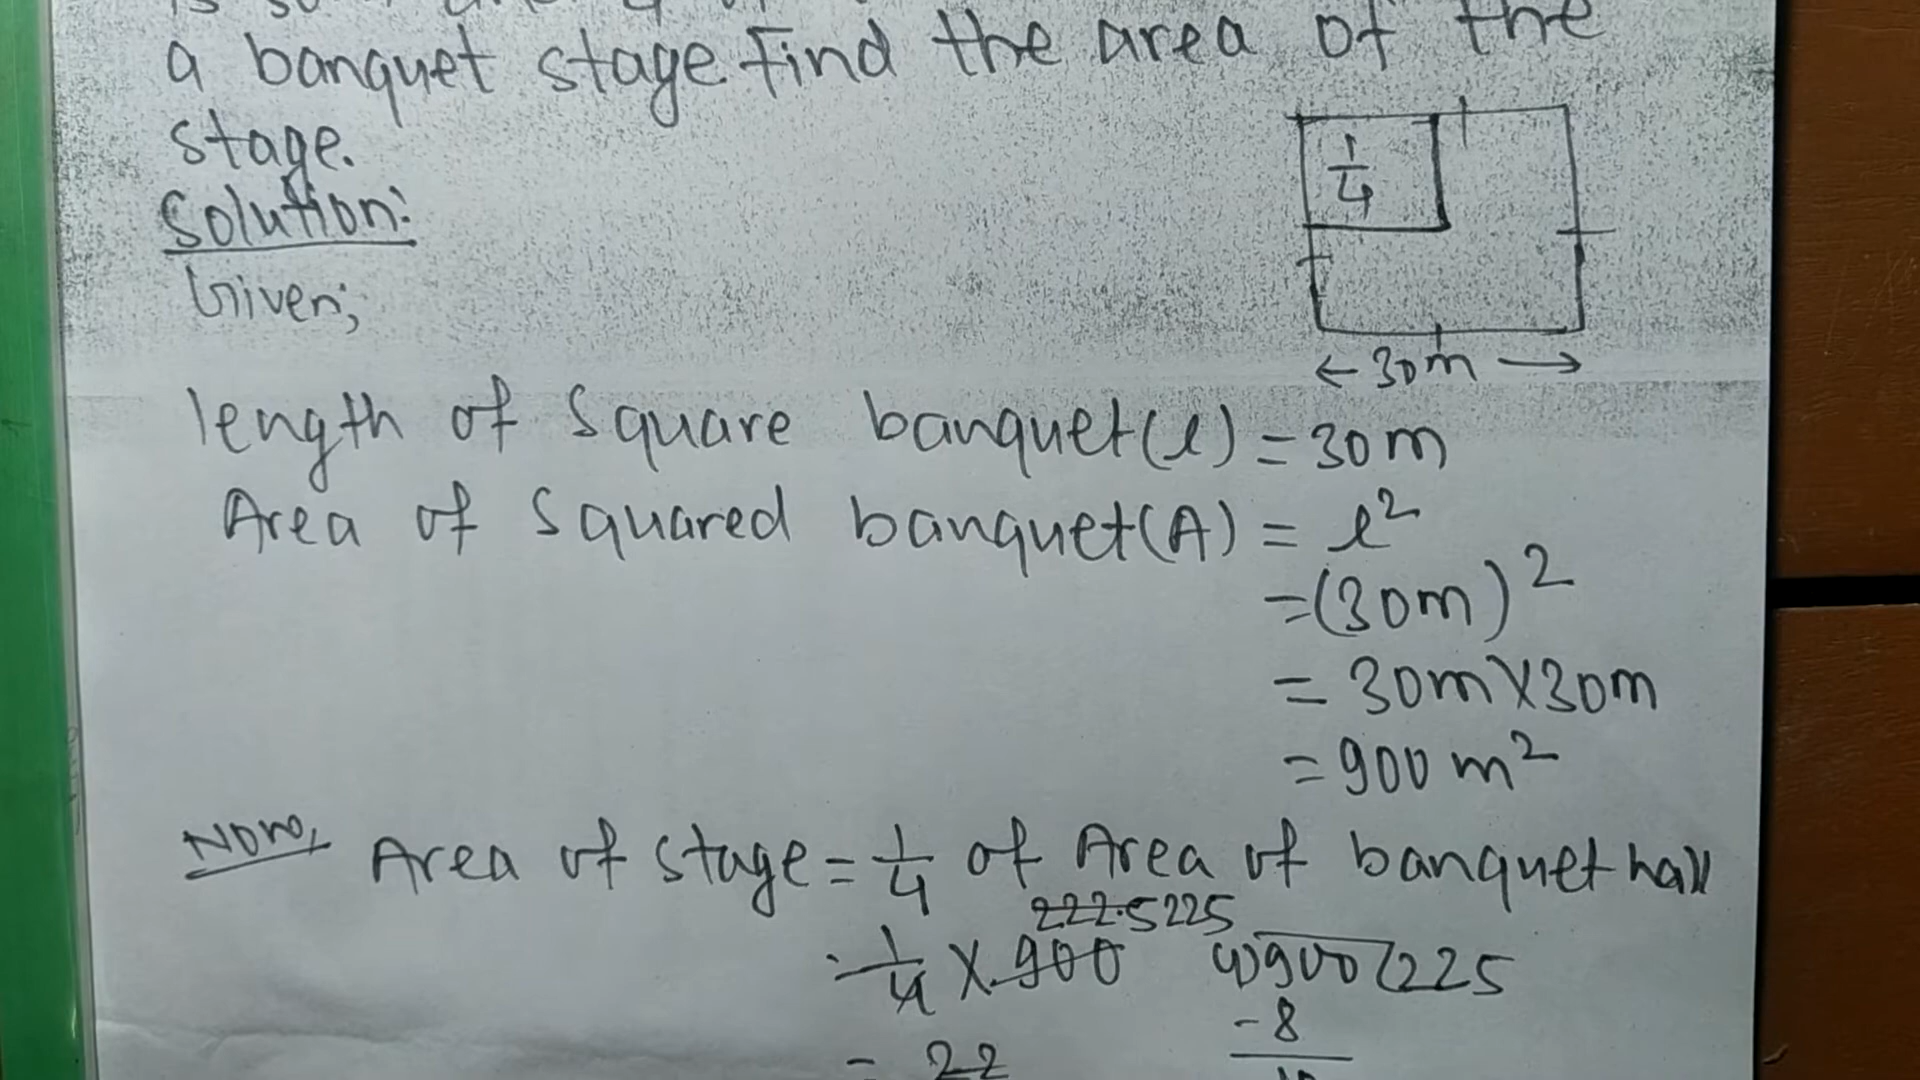 a banquet stage. Find the area of the
stage.
Solution:
1/4
Given;
← 30m →
length of Square banquet(l) = 30m
Area of Squared banquet(A) = l²
= (30m)²
= 30m X 30m
= 900 m²
Now, Area of stage = 1/4 of Area of banquet hall
222.5 225
= 1/4 X 900 4)900(225
- 8
= 22